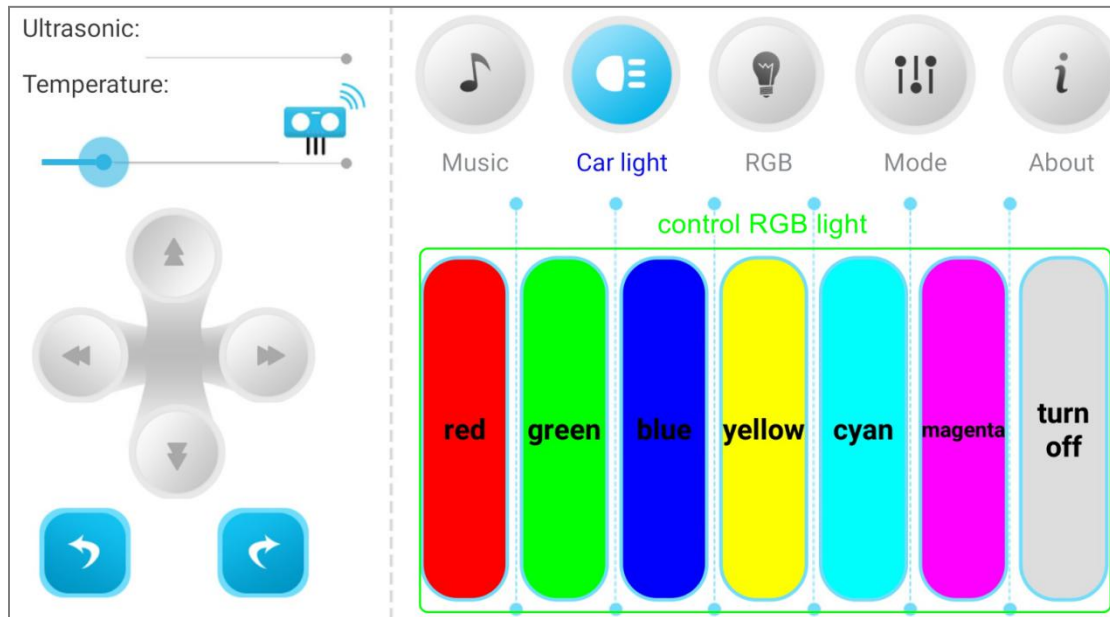 Ultrasonic:
Temperature:
Music
Car light
RGB
Mode
About
control RGB light
red
green
blue
yellow
cyan
magenta
turn
off